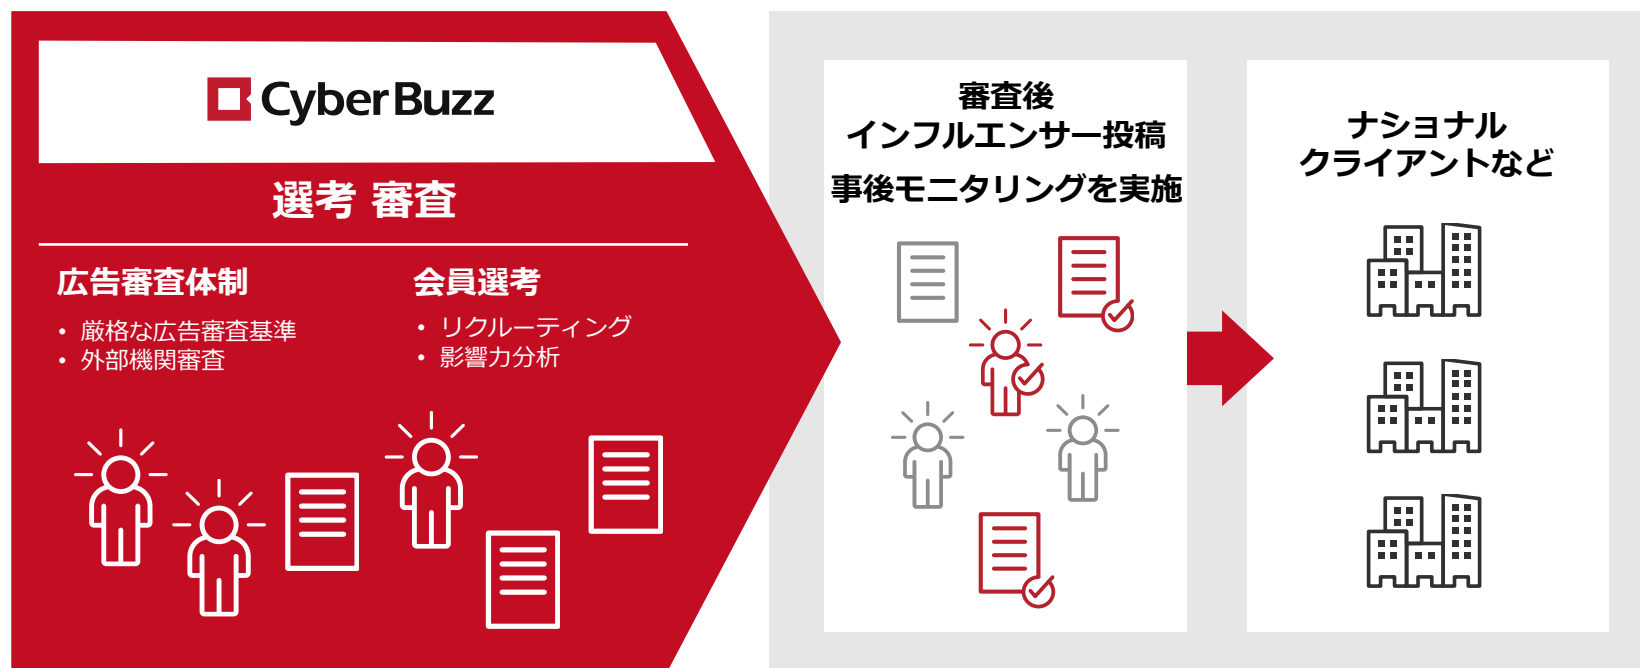 CyberBuzz
選考 審査
広告審査体制
• 厳格な広告審査基準
• 外部機関審査
会員選考
• リクルーティング
• 影響力分析
審査後
インフルエンサー投稿
事後モニタリングを実施
ナショナル
クライアントなど